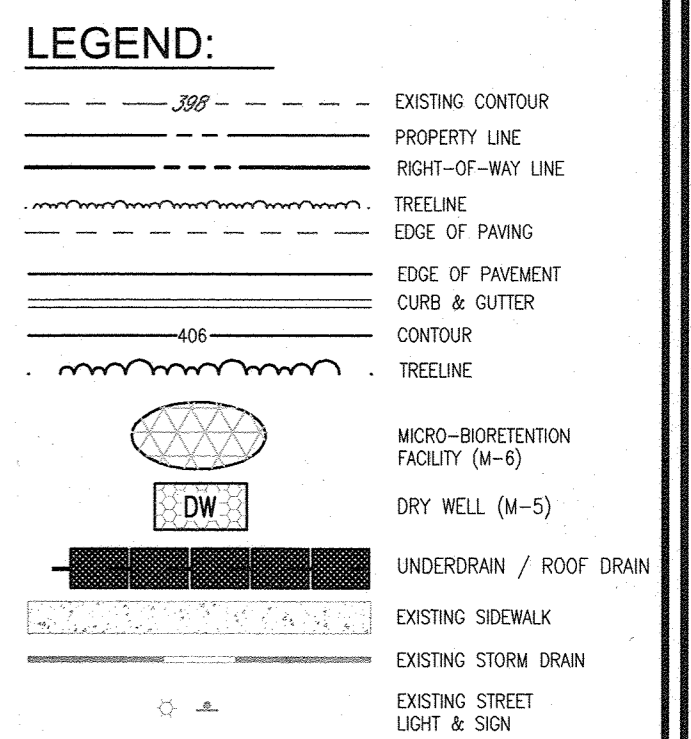 LEGEND:
398 EXISTING CONTOUR
PROPERTY LINE
RIGHT-OF-WAY LINE
TREELINE
EDGE OF PAVING
EDGE OF PAVEMENT
CURB & GUTTER
406 CONTOUR
TREELINE
MICRO-BIORETENTION
FACILITY (M-6)
DW DRY WELL (M-5)
UNDERDRAIN / ROOF DRAIN
EXISTING SIDEWALK
EXISTING STORM DRAIN
EXISTING STREET
LIGHT & SIGN